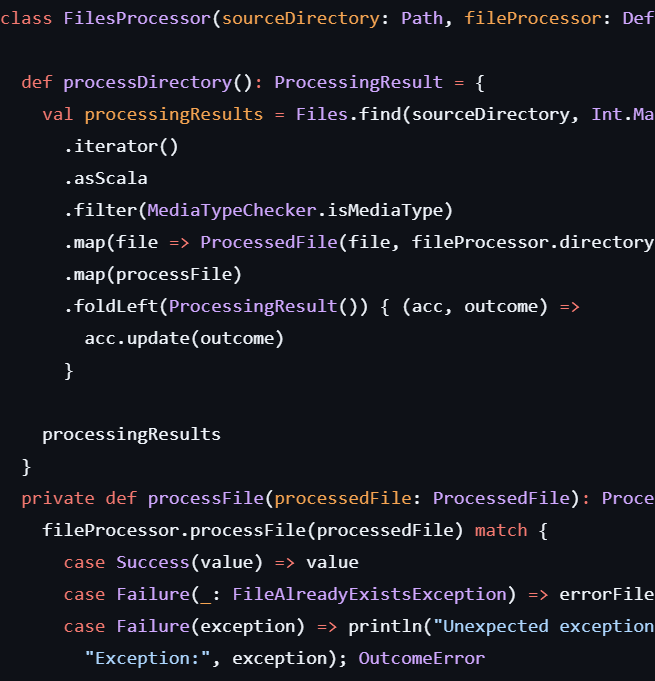 class FilesProcessor(sourceDirectory: Path, fileProcessor: Def
def processDirectory(): ProcessingResult = {
val processingResults = Files.find(sourceDirectory, Int.Ma
.iterator()
.asScala
.filter(MediaTypeChecker.isMediaType)
.map(file => ProcessedFile(file, fileProcessor.directory
.map(processFile)
.foldLeft(ProcessingResult()) { (acc, outcome) =>
acc.update(outcome)
}
processingResults
}
private def processFile(processedFile: ProcessedFile): Proce
fileProcessor.processFile(processedFile) match {
case Success(value) => value
case Failure(_: FileAlreadyExistsException) => errorFile
case Failure(exception) => println("Unexpected exception
"Exception:", exception); OutcomeError